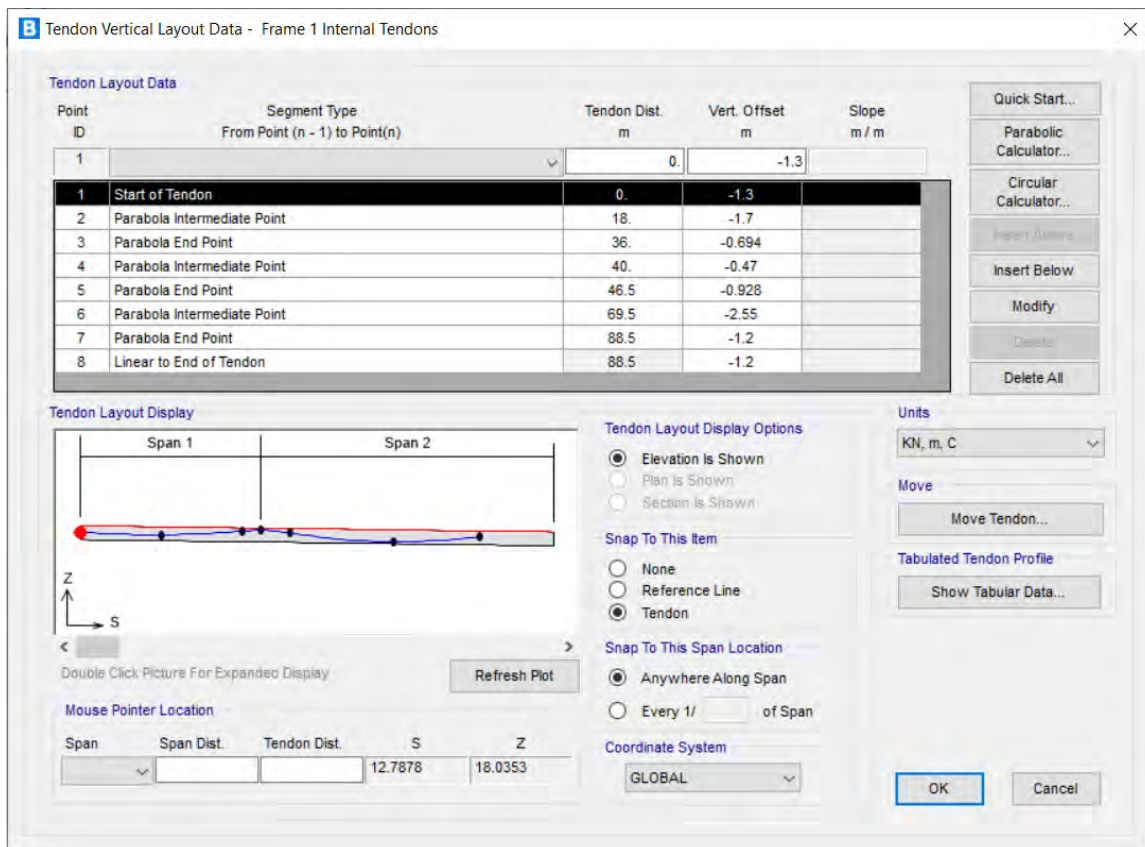 B Tendon Vertical Layout Data - Frame 1 Internal Tendons
Tendon Layout Data
Point Segment Type Tendon Dist. Vert. Offset Slope
ID From Point (n - 1) to Point(n) m m m / m
1 0. -1.3
1 Start of Tendon 0. -1.3
2 Parabola Intermediate Point 18. -1.7
3 Parabola End Point 36. -0.694
4 Parabola Intermediate Point 40. -0.47
5 Parabola End Point 46.5 -0.928
6 Parabola Intermediate Point 69.5 -2.55
7 Parabola End Point 88.5 -1.2
8 Linear to End of Tendon 88.5 -1.2
Quick Start...
Parabolic
Calculator...
Circular
Calculator...
Insert Above
Insert Below
Modify
Delete
Delete All
Tendon Layout Display
Span 1 Span 2
Z
S
Double Click Picture For Expanded Display
Refresh Plot
Mouse Pointer Location
Span Span Dist. Tendon Dist. S Z
12.7878 18.0353
Tendon Layout Display Options
Elevation Is Shown
Plan Is Shown
Section Is Shown
Snap To This Item
None
Reference Line
Tendon
Snap To This Span Location
Anywhere Along Span
Every 1/ of Span
Coordinate System
GLOBAL
Units
KN, m, C
Move
Move Tendon...
Tabulated Tendon Profile
Show Tabular Data...
OK Cancel